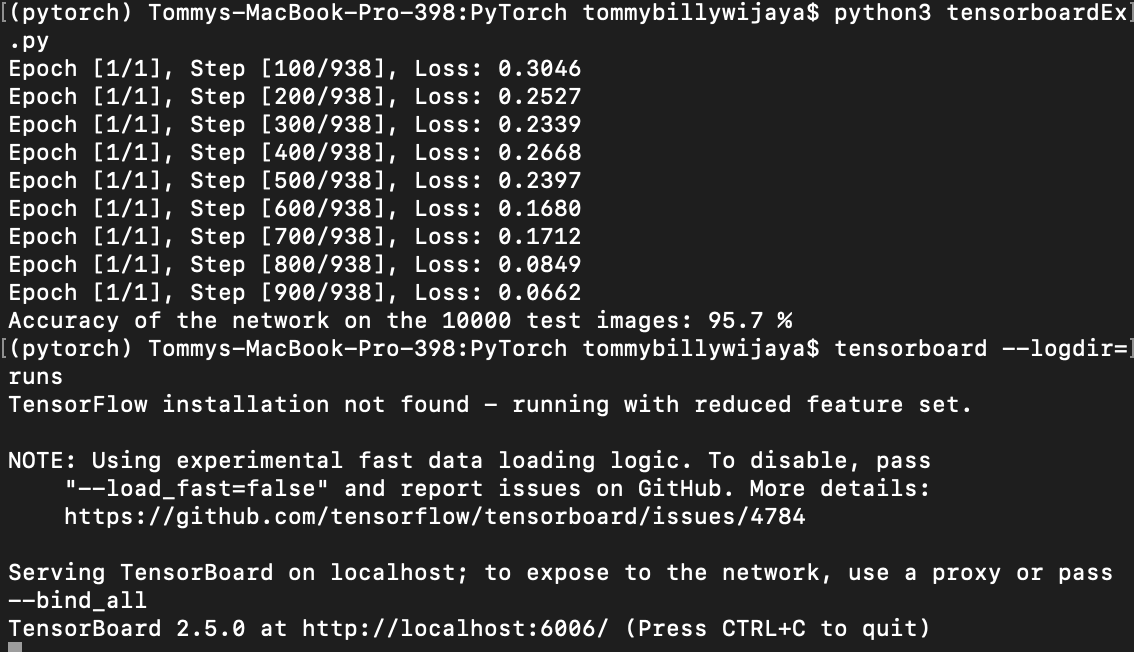 [(pytorch) Tommys-MacBook-Pro-398:PyTorch tommybillywijaya$ python3 tensorboardEx]
.py
Epoch [1/1], Step [100/938], Loss: 0.3046
Epoch [1/1], Step [200/938], Loss: 0.2527
Epoch [1/1], Step [300/938], Loss: 0.2339
Epoch [1/1], Step [400/938], Loss: 0.2668
Epoch [1/1], Step [500/938], Loss: 0.2397
Epoch [1/1], Step [600/938], Loss: 0.1680
Epoch [1/1], Step [700/938], Loss: 0.1712
Epoch [1/1], Step [800/938], Loss: 0.0849
Epoch [1/1], Step [900/938], Loss: 0.0662
Accuracy of the network on the 10000 test images: 95.7 %
[(pytorch) Tommys-MacBook-Pro-398:PyTorch tommybillywijaya$ tensorboard --logdir=]
runs
TensorFlow installation not found - running with reduced feature set.
NOTE: Using experimental fast data loading logic. To disable, pass
"--load_fast=false" and report issues on GitHub. More details:
https://github.com/tensorflow/tensorboard/issues/4784
Serving TensorBoard on localhost; to expose to the network, use a proxy or pass
--bind_all
TensorBoard 2.5.0 at http://localhost:6006/ (Press CTRL+C to quit)